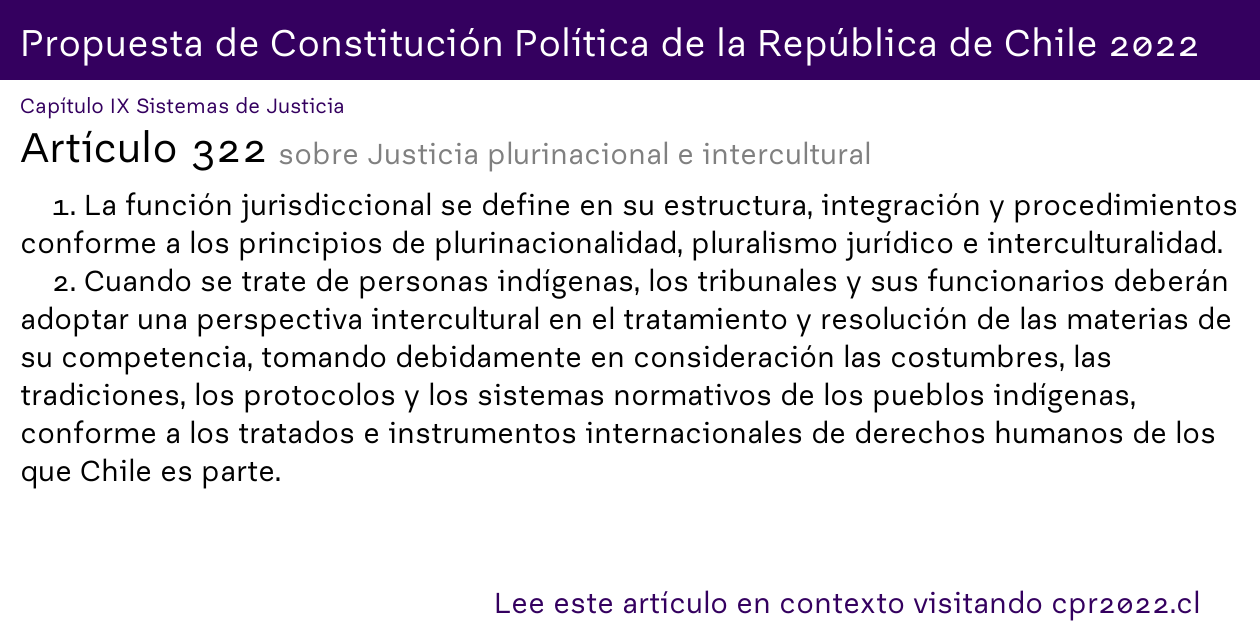 Propuesta de Constitución Política de la República de Chile 2022
Capítulo IX Sistemas de Justicia
Artículo 322 sobre Justicia plurinacional e intercultural
1. La función jurisdiccional se define en su estructura, integración y procedimientos
conforme a los principios de plurinacionalidad, pluralismo jurídico e interculturalidad.
2. Cuando se trate de personas indígenas, los tribunales y sus funcionarios deberán
adoptar una perspectiva intercultural en el tratamiento y resolución de las materias de
su competencia, tomando debidamente en consideración las costumbres, las
tradiciones, los protocolos y los sistemas normativos de los pueblos indígenas,
conforme a los tratados e instrumentos internacionales de derechos humanos de los
que Chile es parte.
Lee este artículo en contexto visitando cpr2022.cl